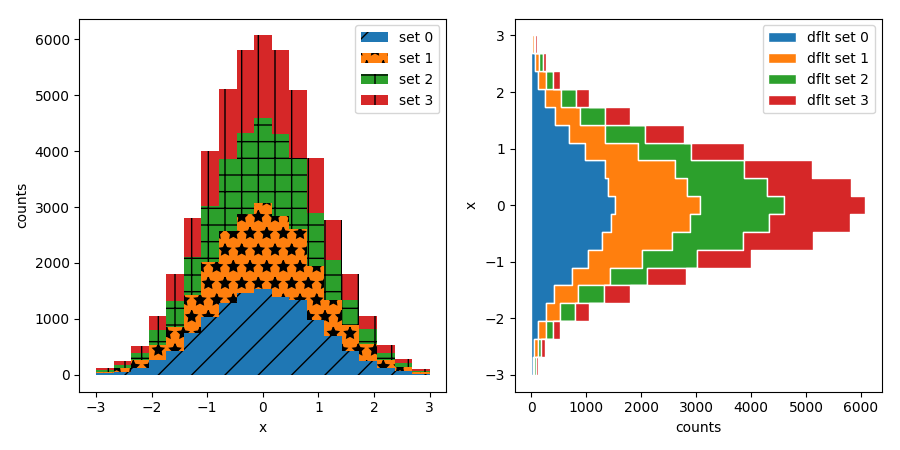 6000
5000
4000
3000
2000
1000
0
−3
−2
−1
0
1
2
3
x
counts
set 0
set 1
set 2
set 3
3
2
1
0
−1
−2
−3
0
1000
2000
3000
4000
5000
6000
counts
x
dflt set 0
dflt set 1
dflt set 2
dflt set 3